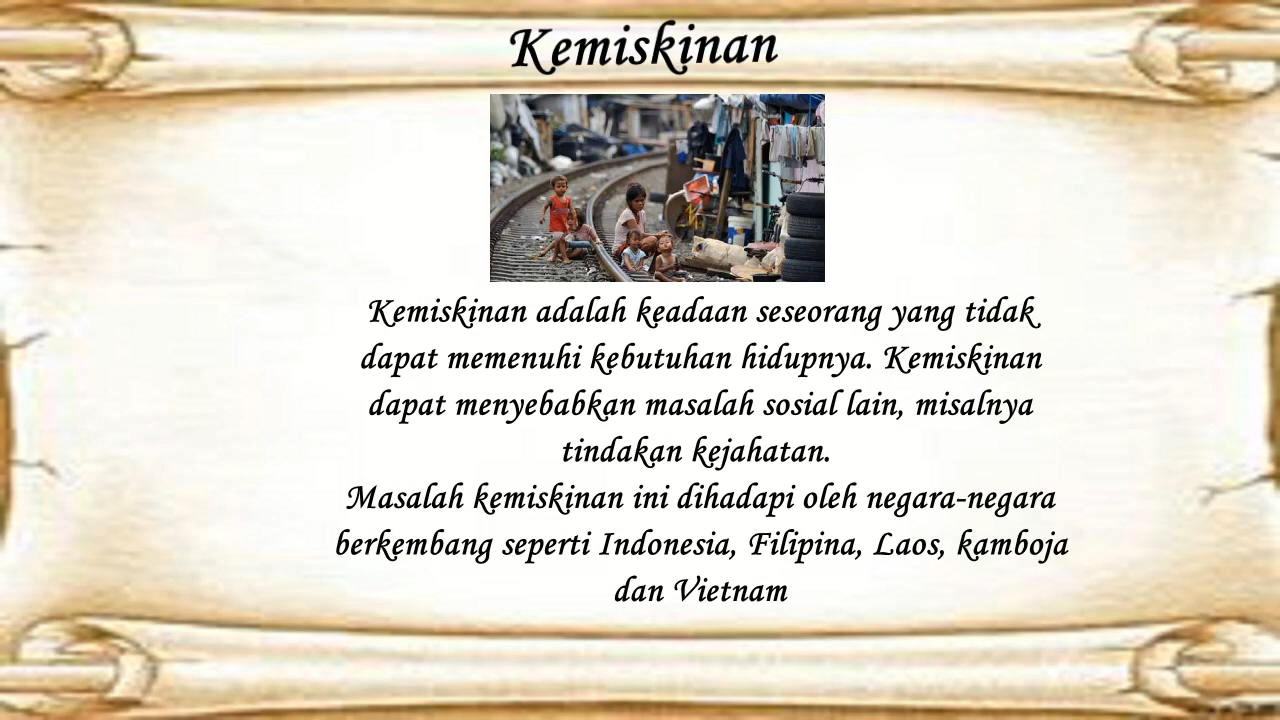 Kemiskinan
Kemiskinan adalah keadaan seseorang yang tidak
dapat memenuhi kebutuhan hidupnya. Kemiskinan
dapat menyebabkan masalah sosial lain, misalnya
tindakan kejahatan.
Masalah kemiskinan ini dihadapi oleh negara-negara
berkembang seperti Indonesia, Filipina, Laos, kamboja
dan Vietnam